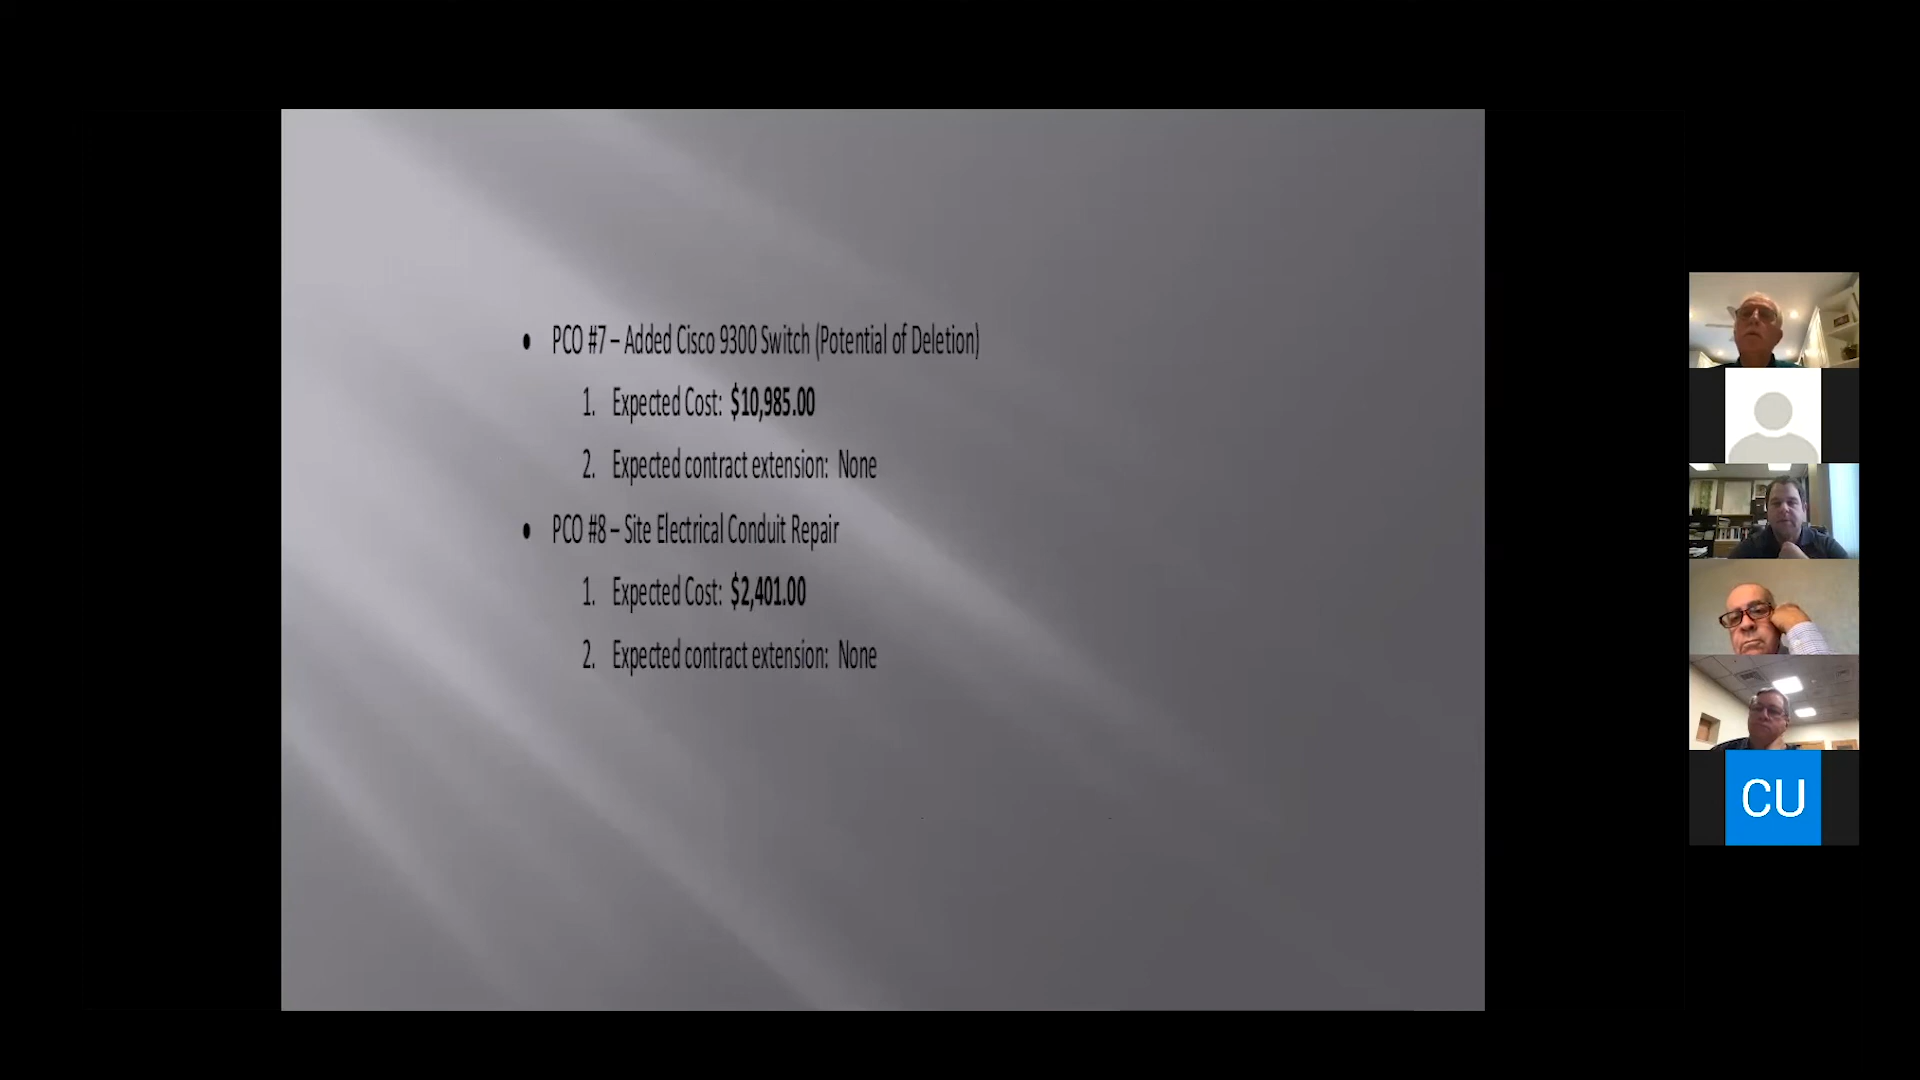 • PCO #7 – Added Cisco 9300 Switch (Potential of Deletion)
1. Expected Cost: $10,985.00
2. Expected contract extension: None
• PCO #8 – Site Electrical Conduit Repair
1. Expected Cost: $2,401.00
2. Expected contract extension: None
CU